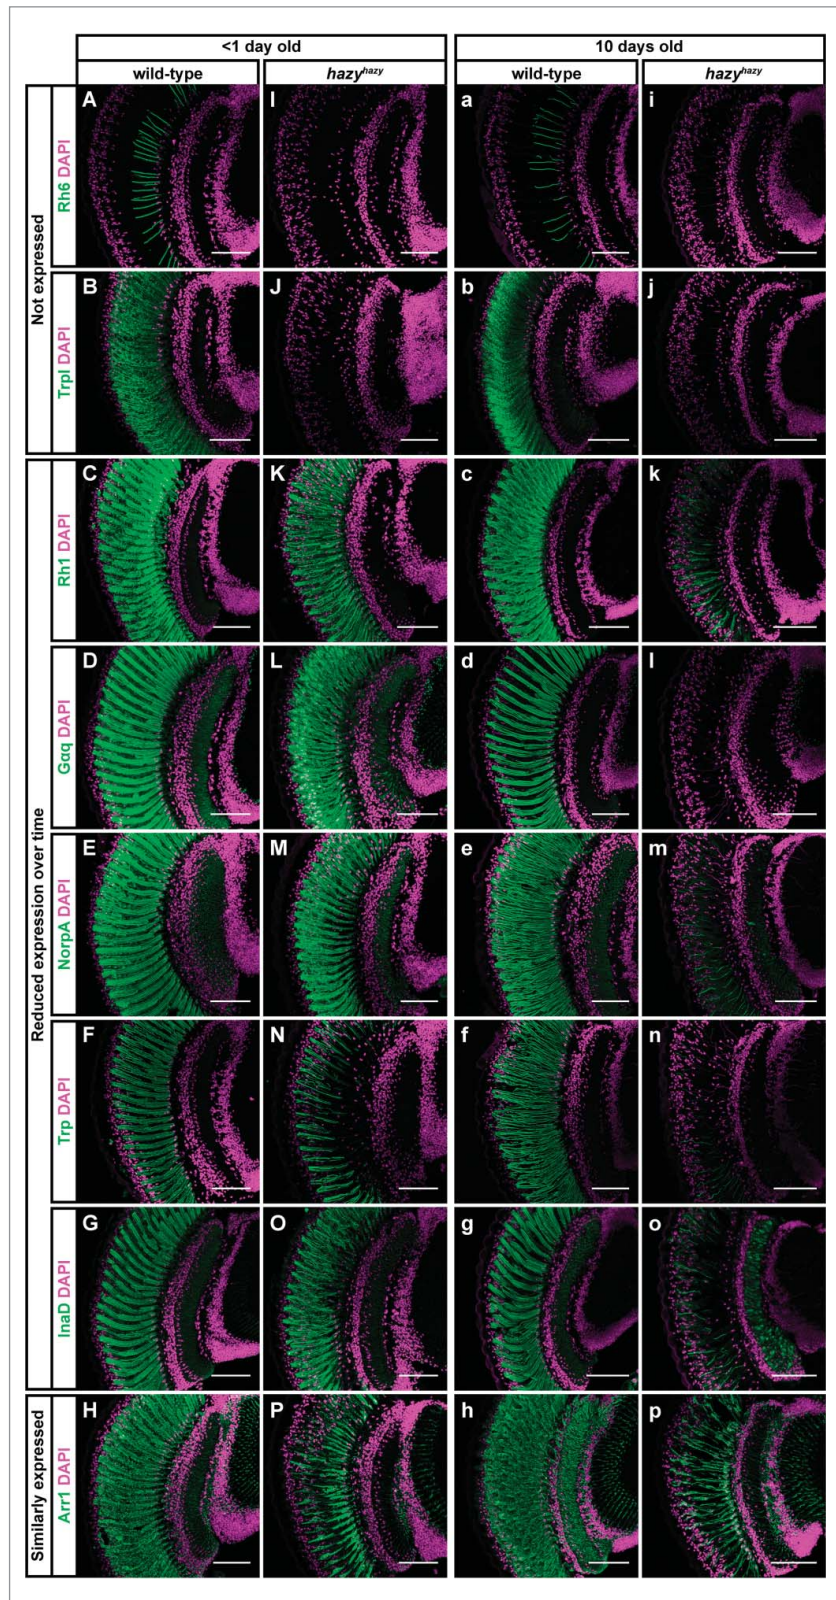 <1 day old 10 days old
wild-type hazyhazy wild-type hazyhazy
Not expressed
Rh6 DAPI
A I a i
Trpl DAPI
B J b j
Reduced expression over time
Rh1 DAPI
C K c k
Gαq DAPI
D L d l
NorpA DAPI
E M e m
Trp DAPI
F N f n
InaD DAPI
G O g o
Similarly expressed
Arr1 DAPI
H P h p